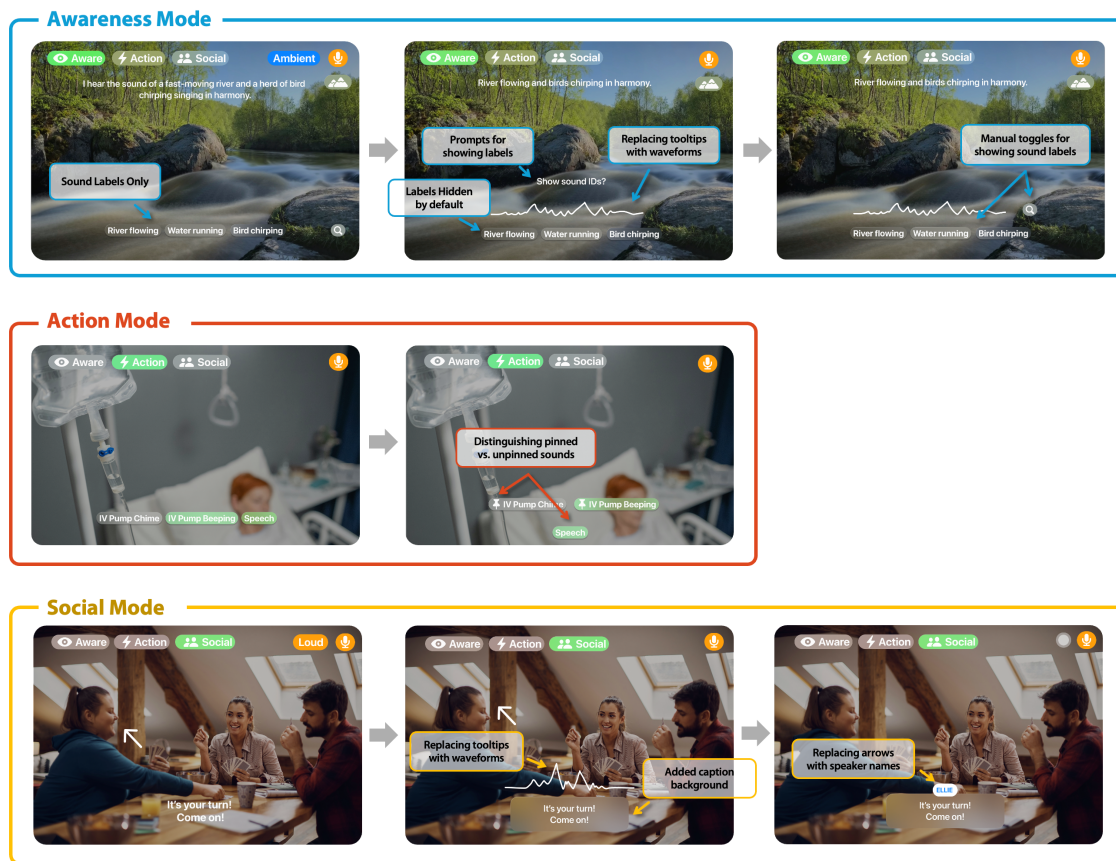 Awareness Mode
Aware Action Social Ambient
I hear the sound of a fast-moving river and a herd of bird
chirping singing in harmony.
Sound Labels Only
River flowing Water running Bird chirping
Aware Action Social
River flowing and birds chirping in harmony.
Prompts for
showing labels
Replacing tooltips
with waveforms
Show sound IDs?
Labels Hidden
by default
River flowing Water running Bird chirping
Aware Action Social
River flowing and birds chirping in harmony.
Manual toggles for
showing sound labels
River flowing Water running Bird chirping
Action Mode
Aware Action Social
IV Pump Chime IV Pump Beeping Speech
Aware Action Social
Distinguishing pinned
vs. unpinned sounds
IV Pump Chime IV Pump Beeping
Speech
Social Mode
Aware Action Social Loud
It's your turn!
Come on!
Aware Action Social
Replacing tooltips
with waveforms
Added caption
background
It's your turn!
Come on!
Aware Action Social
Replacing arrows
with speaker names
ELLIE
It's your turn!
Come on!